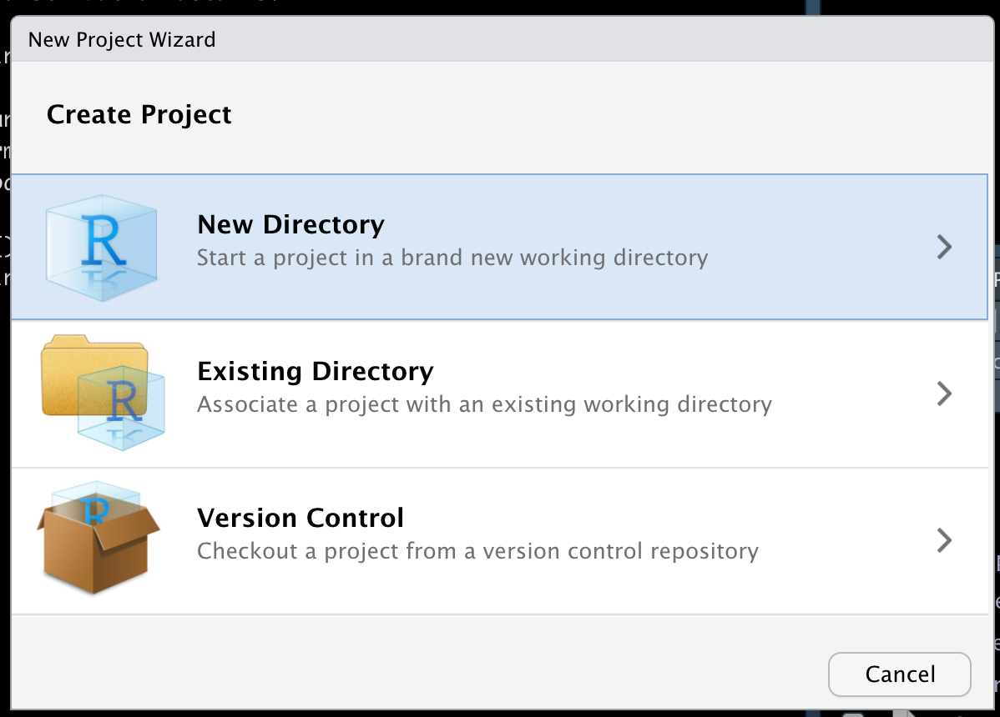 New Project Wizard
Create Project
New Directory
Start a project in a brand new working directory
Existing Directory
Associate a project with an existing working directory
Version Control
Checkout a project from a version control repository
Cancel